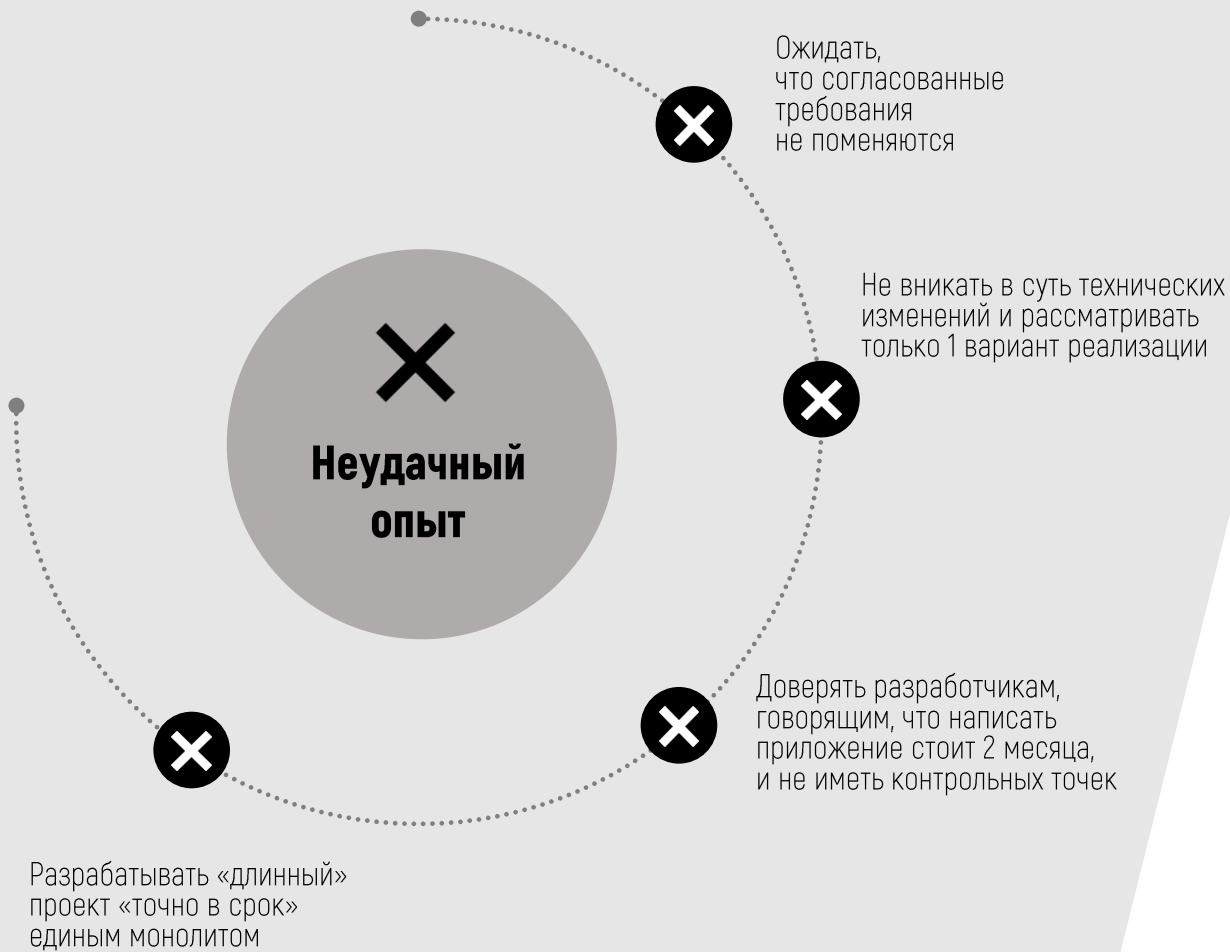 Ожидать,
что согласованные
требования
не поменяются
Не вникать в суть технических
изменений и рассматривать
только 1 вариант реализации
Неудачный
опыт
Доверять разработчикам,
говорящим, что написать
приложение стоит 2 месяца,
и не иметь контрольных точек
Разрабатывать «длинный»
проект «точно в срок»
единым монолитом